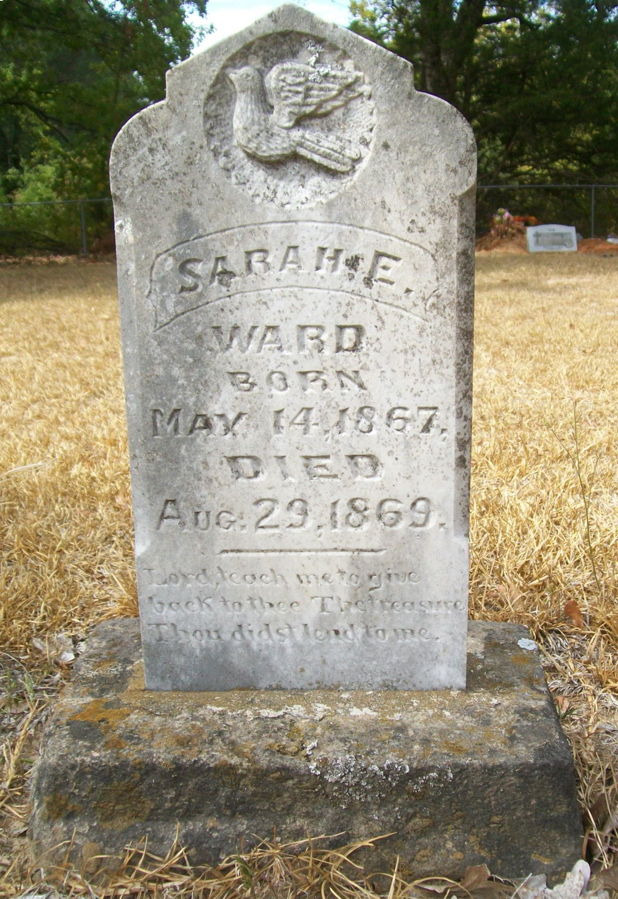 SARAH. E.
WARD
BORN
MAY 14, 1867.
DIED
AUG. 29, 1869.
Lord, teach me to give
back to thee The treasure
Thou didst lend to me.